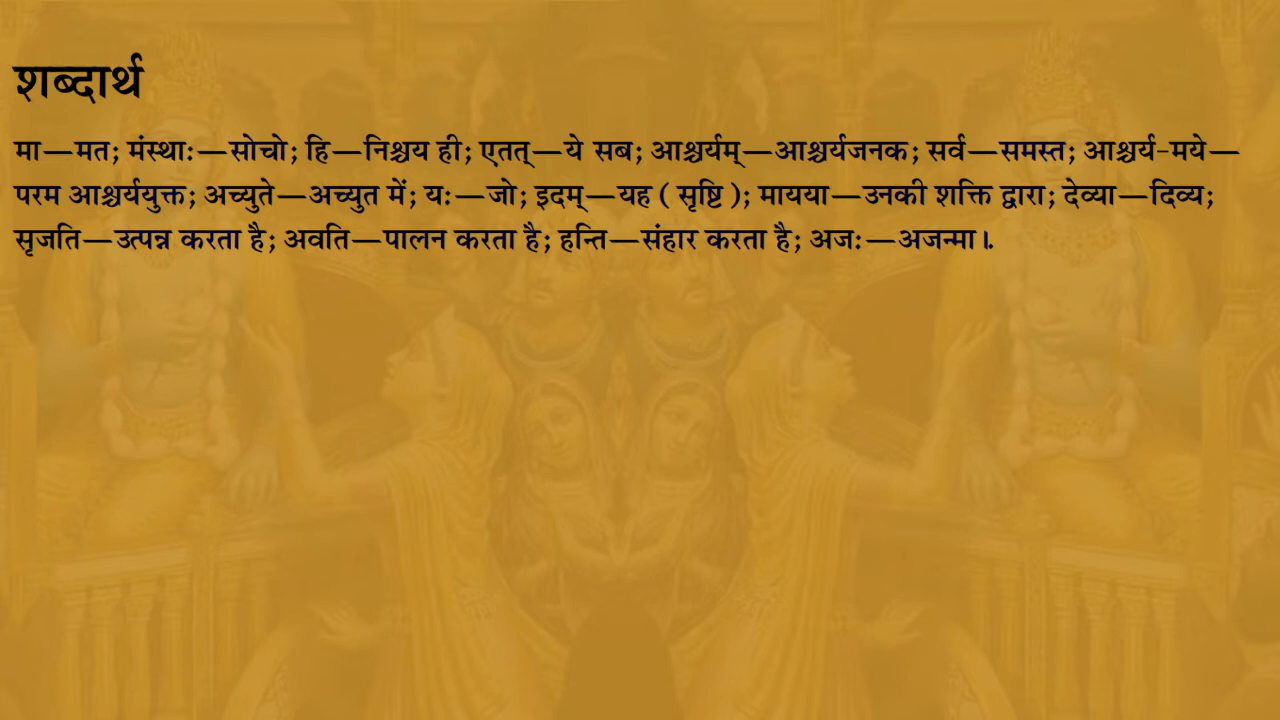 शब्दार्थ
मा—मत; मंस्थाः—सोचो; हि—निश्चय ही; एतत्—ये सब; आश्चर्यम्—आश्चर्यजनक; सर्व—समस्त; आश्चर्य-मये—
परम आश्चर्ययुक्त; अच्युते—अच्युत में; यः—जो; इदम्—यह ( सृष्टि ); मायया—उनकी शक्ति द्वारा; देव्या—दिव्य;
सृजति—उत्पन्न करता है; अवति—पालन करता है; हन्ति—संहार करता है; अजः—अजन्मा।.